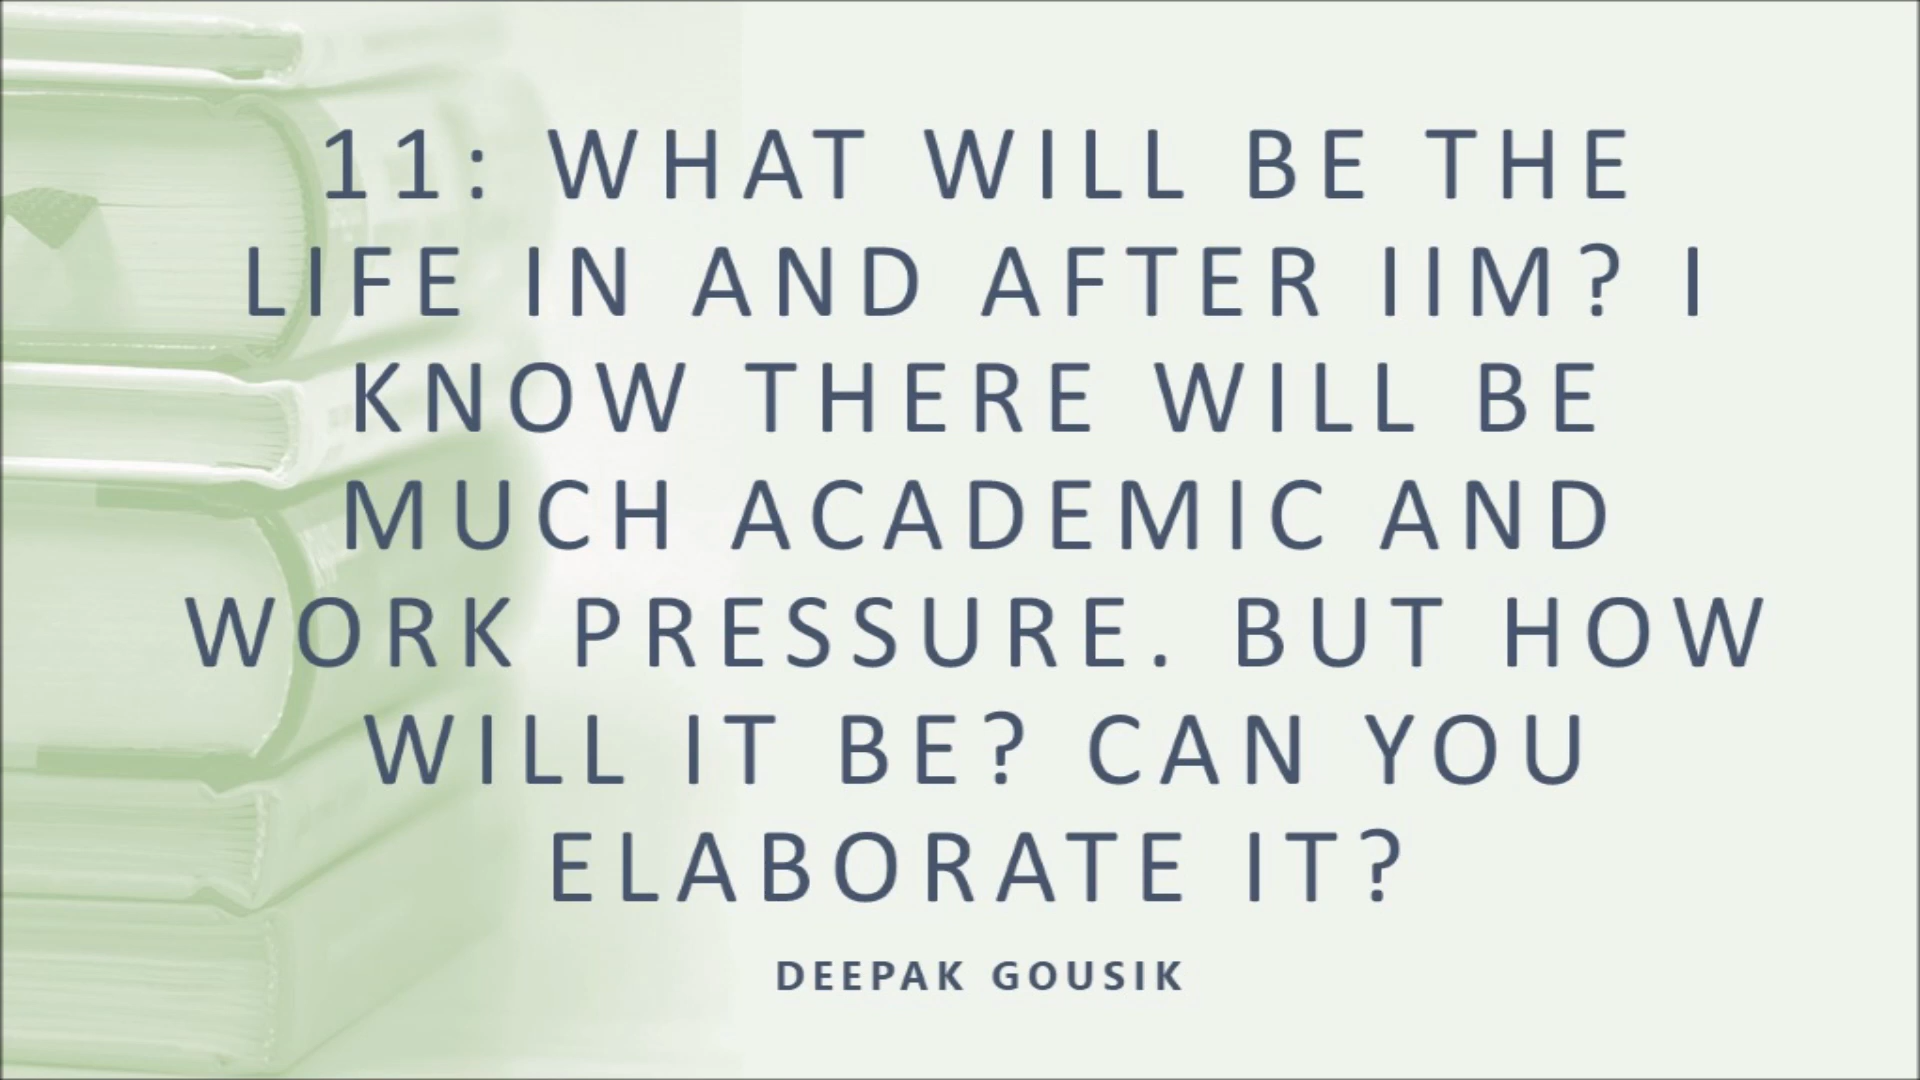 11: WHAT WILL BE THE
LIFE IN AND AFTER IIM? I
KNOW THERE WILL BE
MUCH ACADEMIC AND
WORK PRESSURE. BUT HOW
WILL IT BE? CAN YOU
ELABORATE IT?
DEEPAK GOUSIK